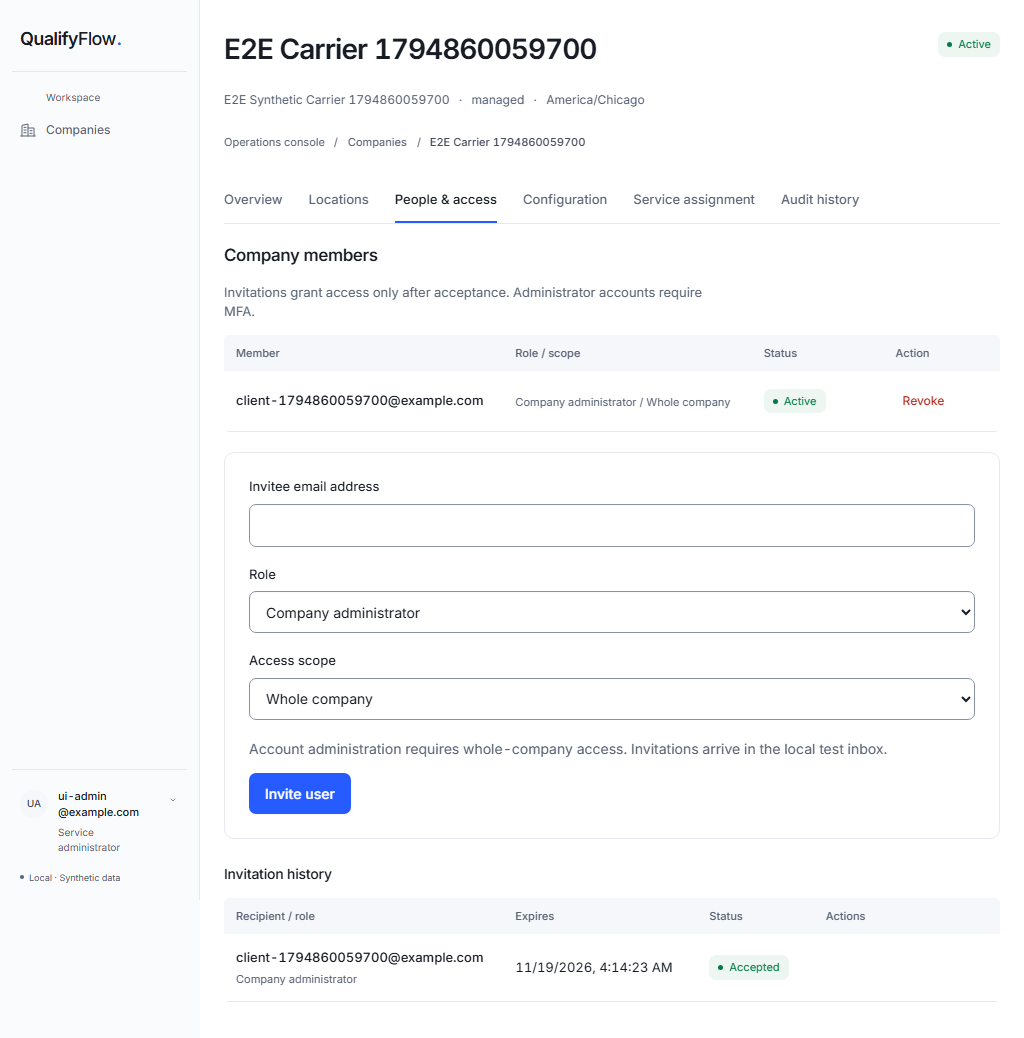 QualifyFlow.
Workspace
Companies
UA
ui-admin
@example.com
Service
administrator
Local · Synthetic data
E2E Carrier 1794860059700
Active
E2E Synthetic Carrier 1794860059700 · managed · America/Chicago
Operations console / Companies / E2E Carrier 1794860059700
Overview Locations People & access Configuration Service assignment Audit history
Company members
Invitations grant access only after acceptance. Administrator accounts require
MFA.
Member Role / scope Status Action
client-1794860059700@example.com Company administrator / Whole company Active Revoke
Invitee email address
Role
Company administrator
Access scope
Whole company
Account administration requires whole-company access. Invitations arrive in the local test inbox.
Invite user
Invitation history
Recipient / role Expires Status Actions
client-1794860059700@example.com 11/19/2026, 4:14:23 AM Accepted
Company administrator